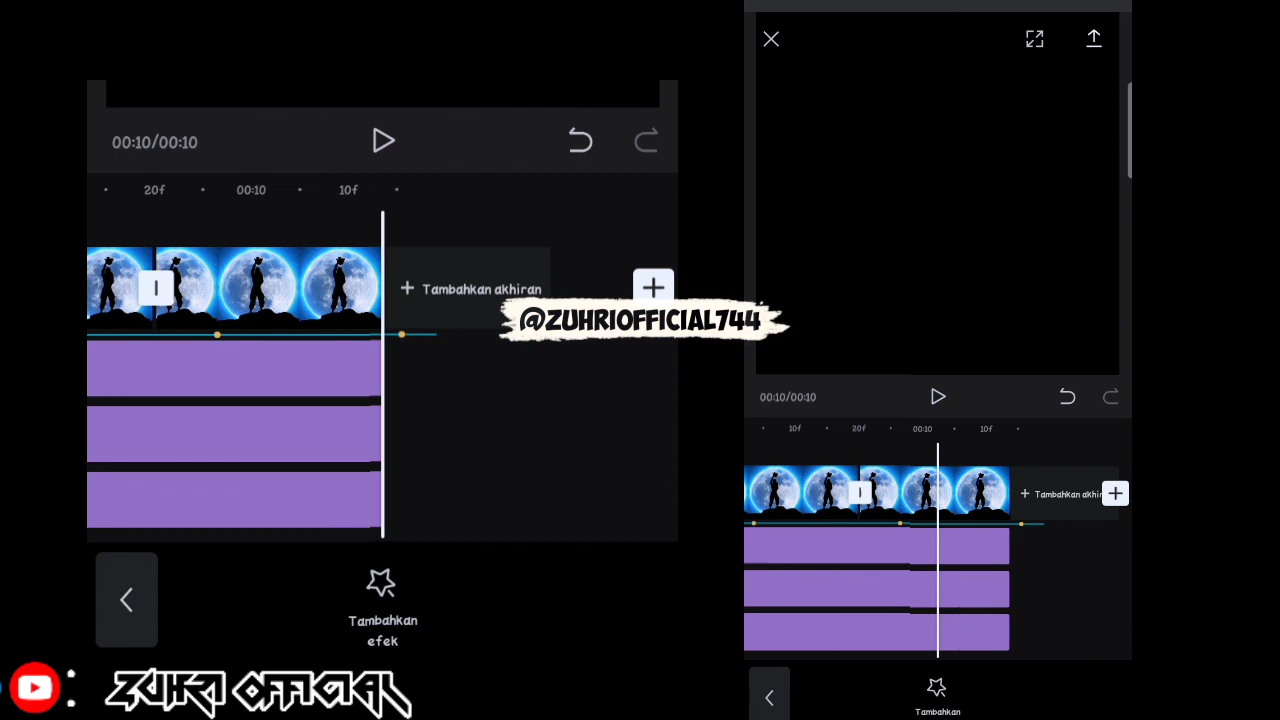 00:10/00:10
20f
00:10
10f
+ Tambahkan akhiran
@ZUHRIOFFICIAL744
Tambahkan
efek
ZUHRI OFFICIAL
00:10/00:10
10f
20f
00:10
10f
+ Tambahkan akhir
Tambahkan